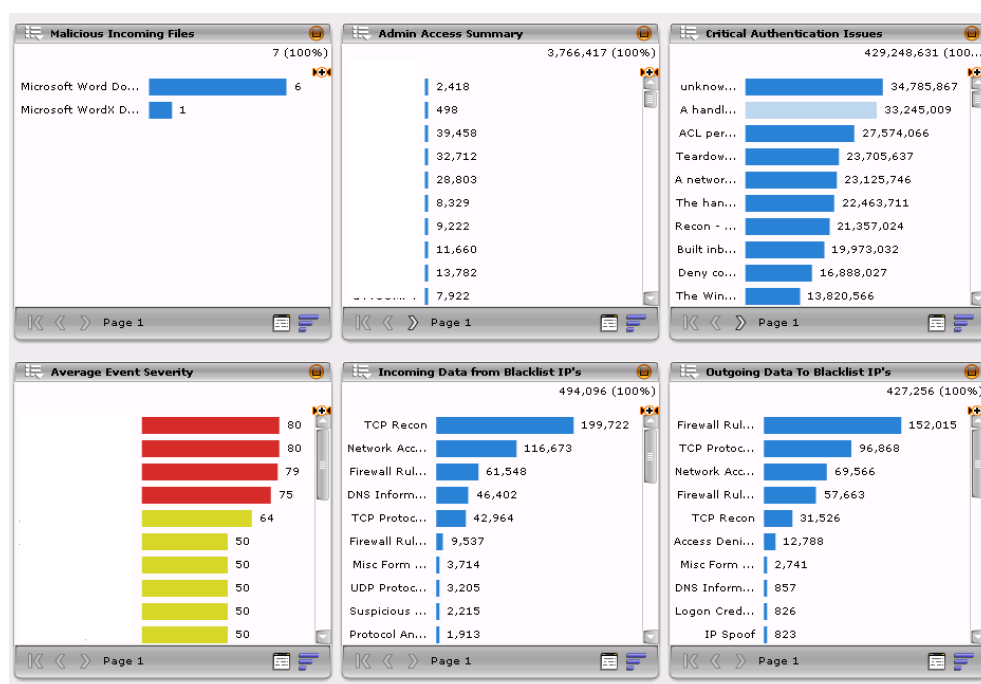 Malicious Incoming Files
7 (100%)
Microsoft Word Do... 6
Microsoft WordX D... 1
Page 1
Admin Access Summary
3,766,417 (100%)
2,418
498
39,458
32,712
28,803
8,329
9,222
11,660
13,782
7,922
Page 1
Critical Authentication Issues
429,248,631 (100...
unknow... 34,785,867
A handl... 33,245,009
ACL per... 27,574,066
Teardow... 23,705,637
A networ... 23,125,746
The han... 22,463,711
Recon - ... 21,357,024
Built inb... 19,973,032
Deny co... 16,888,027
The Win... 13,820,566
Page 1
Average Event Severity
80
80
79
75
64
50
50
50
50
50
Page 1
Incoming Data from Blacklist IP's
494,096 (100%)
TCP Recon 199,722
Network Acc... 116,673
Firewall Rul... 61,548
DNS Inform... 46,402
TCP Protoc... 42,964
Firewall Rul... 9,537
Misc Form ... 3,714
UDP Protoc... 3,205
Suspicious ... 2,215
Protocol An... 1,913
Page 1
Outgoing Data To Blacklist IP's
427,256 (100%)
Firewall Rul... 152,015
TCP Protoc... 96,868
Network Acc... 69,566
Firewall Rul... 57,663
TCP Recon 31,526
Access Deni... 12,788
Misc Form ... 2,741
DNS Inform... 857
Logon Cred... 826
IP Spoof 823
Page 1